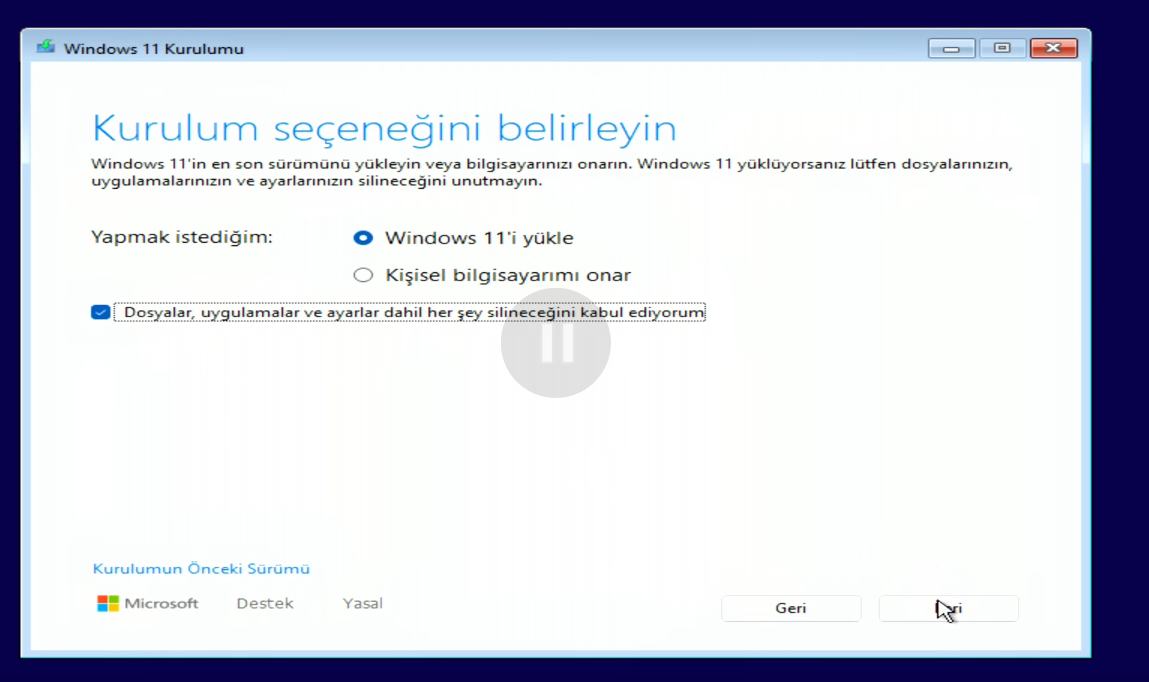 Windows 11 Kurulumu
Kurulum seçeneğini belirleyin
Windows 11'in en son sürümünü yükleyin veya bilgisayarınızı onarın. Windows 11 yüklüyorsanız lütfen dosyalarınızın,
uygulamalarınızın ve ayarlarınızın silineceğini unutmayın.
Yapmak istediğim:
Windows 11'i yükle
Kişisel bilgisayarımı onar
Dosyalar, uygulamalar ve ayarlar dahil her şey silineceğini kabul ediyorum
Kurulumun Önceki Sürümü
Microsoft Destek Yasal
Geri